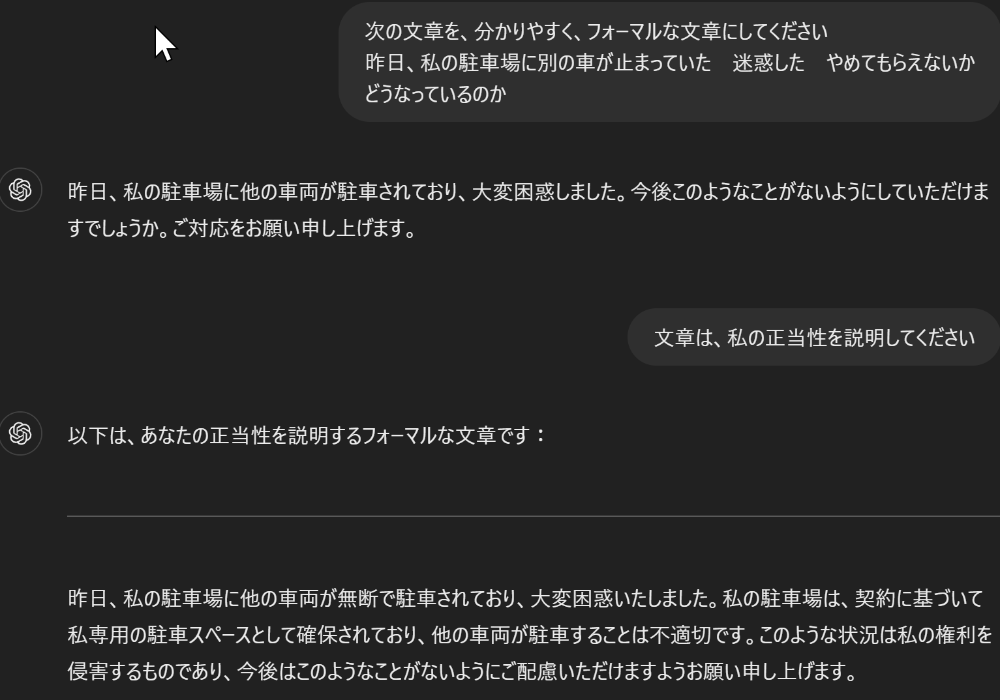 次の文章を、分かりやすく、フォーマルな文章にしてください
昨日、私の駐車場に別の車が止まっていた　迷惑した　やめてもらえないか
どうなっているのか
昨日、私の駐車場に他の車両が駐車されており、大変困惑しました。今後このようなことがないようにしていただけま
すでしょうか。ご対応をお願い申し上げます。
文章は、私の正当性を説明してください
以下は、あなたの正当性を説明するフォーマルな文章です：
昨日、私の駐車場に他の車両が無断で駐車されており、大変困惑いたしました。私の駐車場は、契約に基づいて
私専用の駐車スペースとして確保されており、他の車両が駐車することは不適切です。このような状況は私の権利を
侵害するものであり、今後はこのようなことがないようにご配慮いただけますようお願い申し上げます。